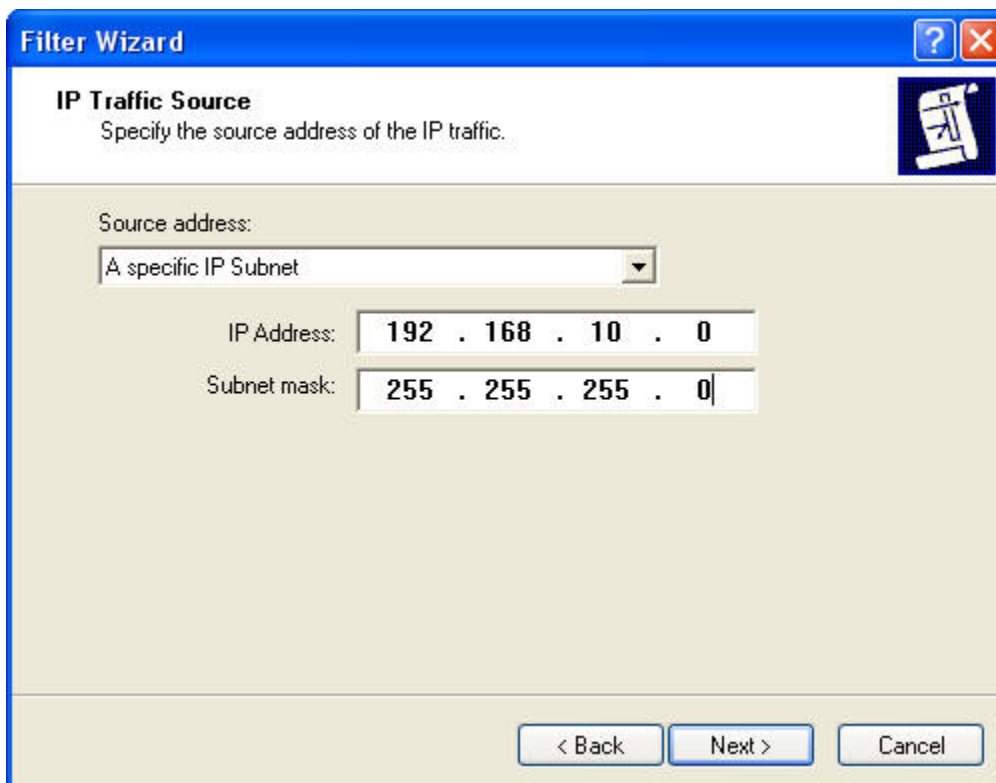 Filter Wizard
IP Traffic Source
Specify the source address of the IP traffic.
Source address:
A specific IP Subnet
IP Address: 192 . 168 . 10 . 0
Subnet mask: 255 . 255 . 255 . 0
< Back Next > Cancel